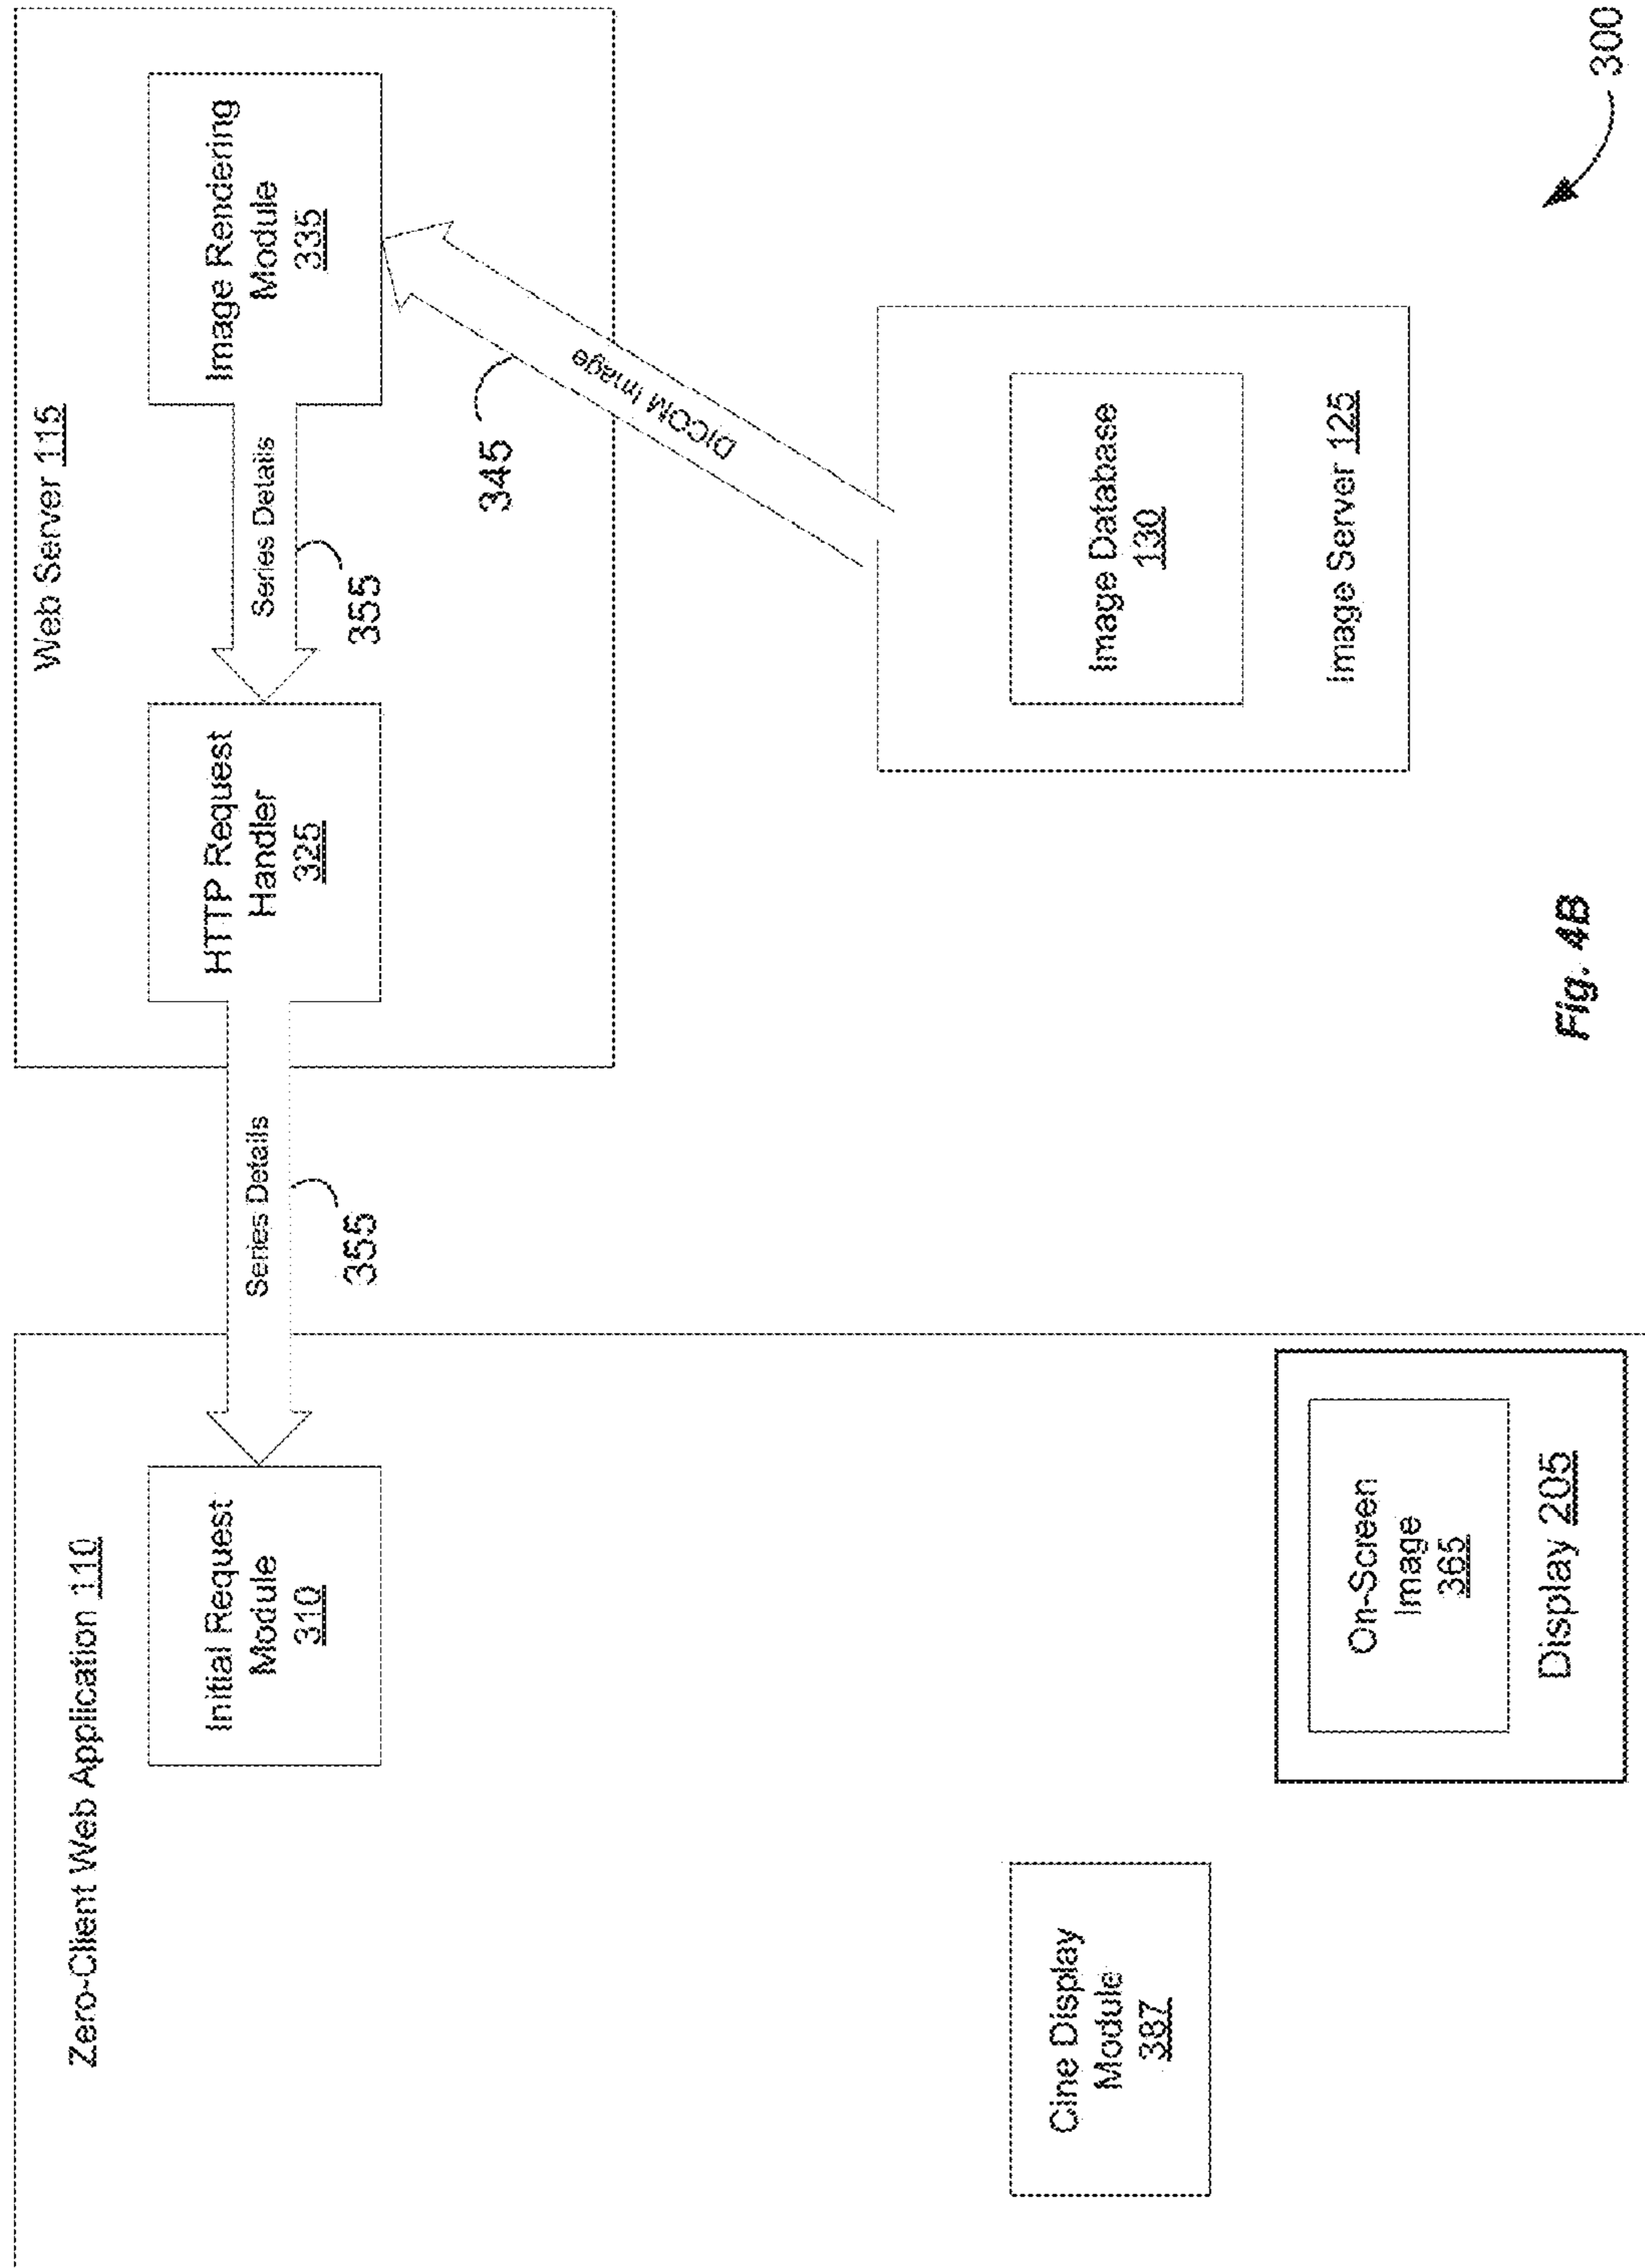 Zero-Client Web Application 110
Initial Request
Module
310
Cine Display
Module
387
On-Screen
Image
365
Display 205
Series Details
355
Web Server 115
HTTP Request
Handler
325
Series Details
355
Image Rendering
Module
335
345
DICOM Image
Image Database
130
Image Server 125
Fig. 4B
300